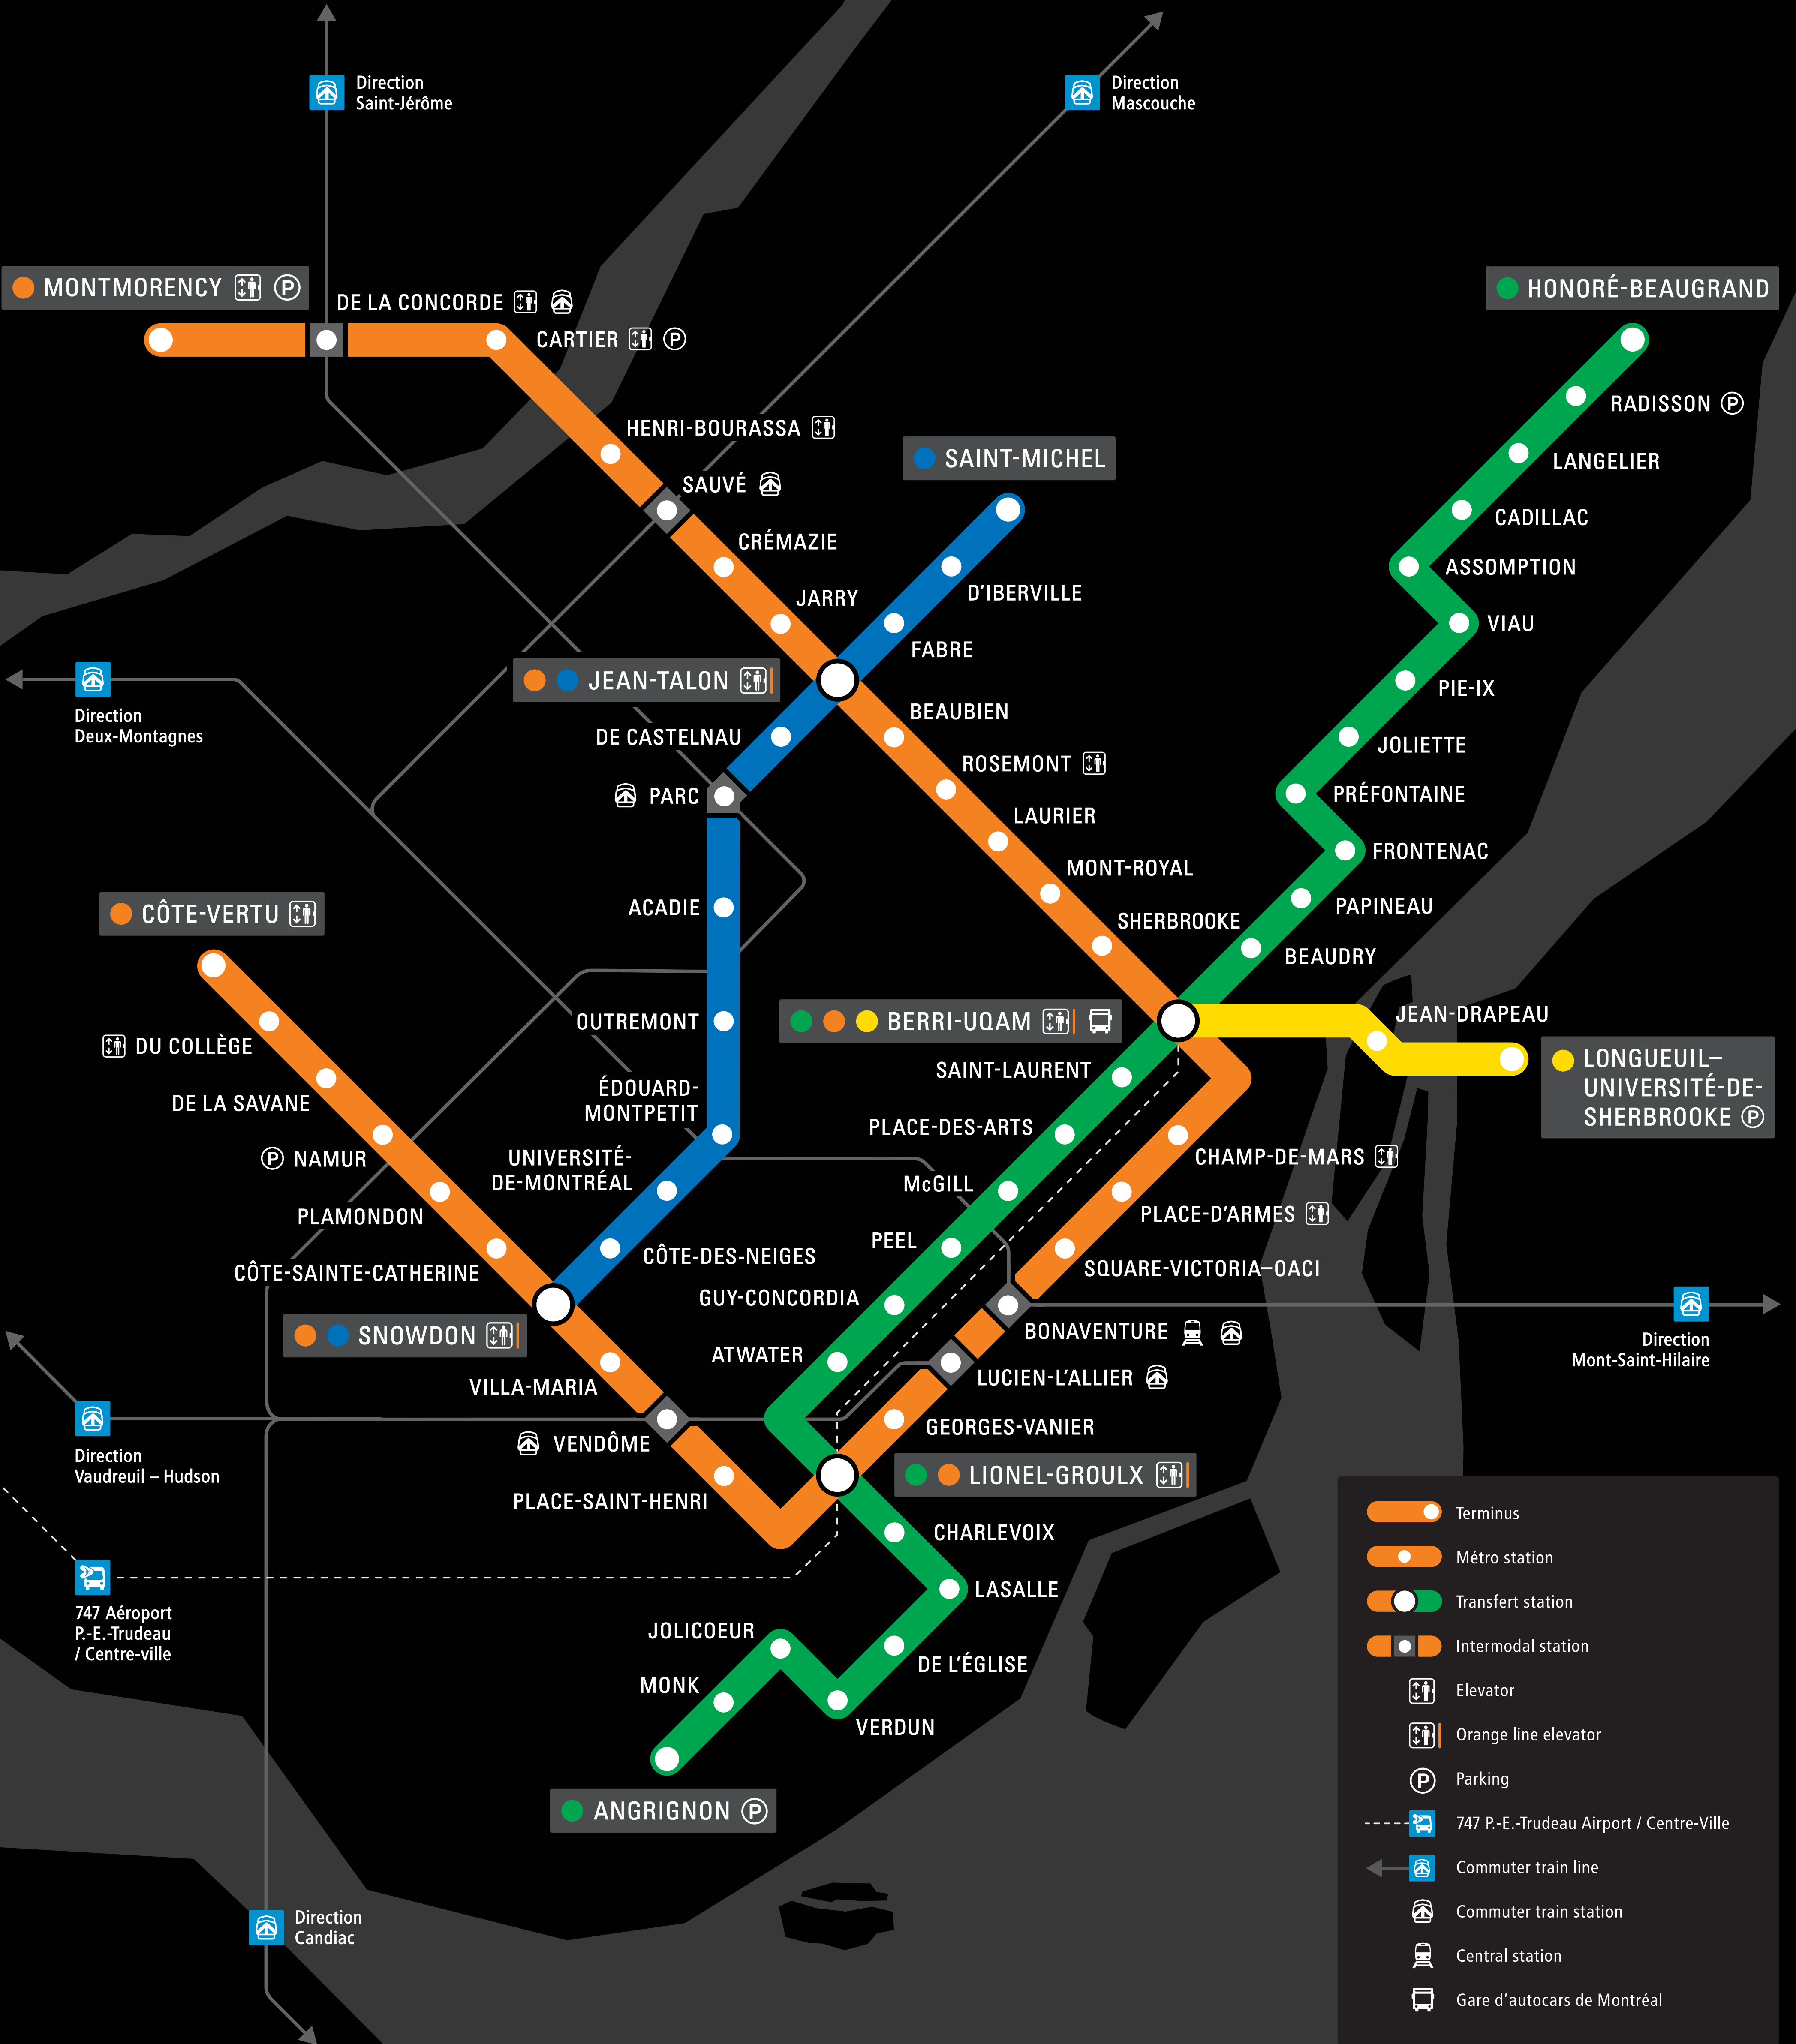 Direction
Saint-Jérôme
Direction
Mascouche
MONTMORENCY
P
DE LA CONCORDE
CARTIER
P
HONORÉ-BEAUGRAND
RADISSON
P
HENRI-BOURASSA
SAINT-MICHEL
LANGELIER
SAUVÉ
CADILLAC
CRÉMAZIE
ASSOMPTION
D'IBERVILLE
JARRY
VIAU
FABRE
JEAN-TALON
PIE-IX
Direction
Deux-Montagnes
BEAUBIEN
DE CASTELNAU
JOLIETTE
ROSEMONT
PARC
PRÉFONTAINE
LAURIER
FRONTENAC
MONT-ROYAL
CÔTE-VERTU
ACADIE
PAPINEAU
SHERBROOKE
BEAUDRY
OUTREMONT
BERRI-UQAM
JEAN-DRAPEAU
DU COLLÈGE
LONGUEUIL–
UNIVERSITÉ-DE-
SHERBROOKE
P
SAINT-LAURENT
ÉDOUARD-
MONTPETIT
DE LA SAVANE
PLACE-DES-ARTS
P
NAMUR
UNIVERSITÉ-
DE-MONTRÉAL
CHAMP-DE-MARS
McGILL
PLAMONDON
PLACE-D'ARMES
PEEL
CÔTE-DES-NEIGES
CÔTE-SAINTE-CATHERINE
SQUARE-VICTORIA–OACI
GUY-CONCORDIA
SNOWDON
BONAVENTURE
Direction
Mont-Saint-Hilaire
ATWATER
VILLA-MARIA
LUCIEN-L'ALLIER
GEORGES-VANIER
VENDÔME
Direction
Vaudreuil – Hudson
LIONEL-GROULX
PLACE-SAINT-HENRI
CHARLEVOIX
LASALLE
747 Aéroport
P.-E.-Trudeau
/ Centre-ville
JOLICOEUR
DE L'ÉGLISE
MONK
VERDUN
ANGRIGNON
P
Direction
Candiac
Terminus
Métro station
Transfert station
Intermodal station
Elevator
Orange line elevator
P
Parking
747 P.-E.-Trudeau Airport / Centre-Ville
Commuter train line
Commuter train station
Central station
Gare d'autocars de Montréal